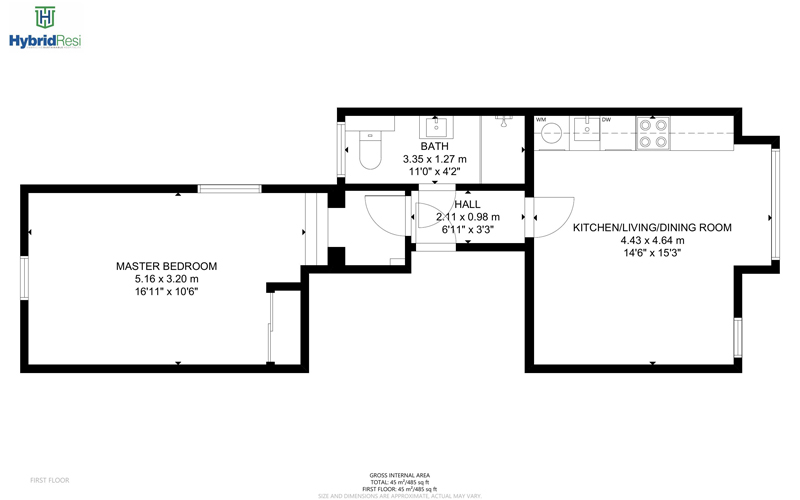 HybridResi
WM
DW
BATH
3.35 x 1.27 m
11'0" x 4'2"
HALL
2.11 x 0.98 m
6'11" x 3'3"
KITCHEN/LIVING/DINING ROOM
4.43 x 4.64 m
14'6" x 15'3"
MASTER BEDROOM
5.16 x 3.20 m
16'11" x 10'6"
FIRST FLOOR
GROSS INTERNAL AREA
TOTAL: 45 m²/485 sq ft
FIRST FLOOR: 45 m²/485 sq ft
SIZE AND DIMENSIONS ARE APPROXIMATE, ACTUAL MAY VARY.